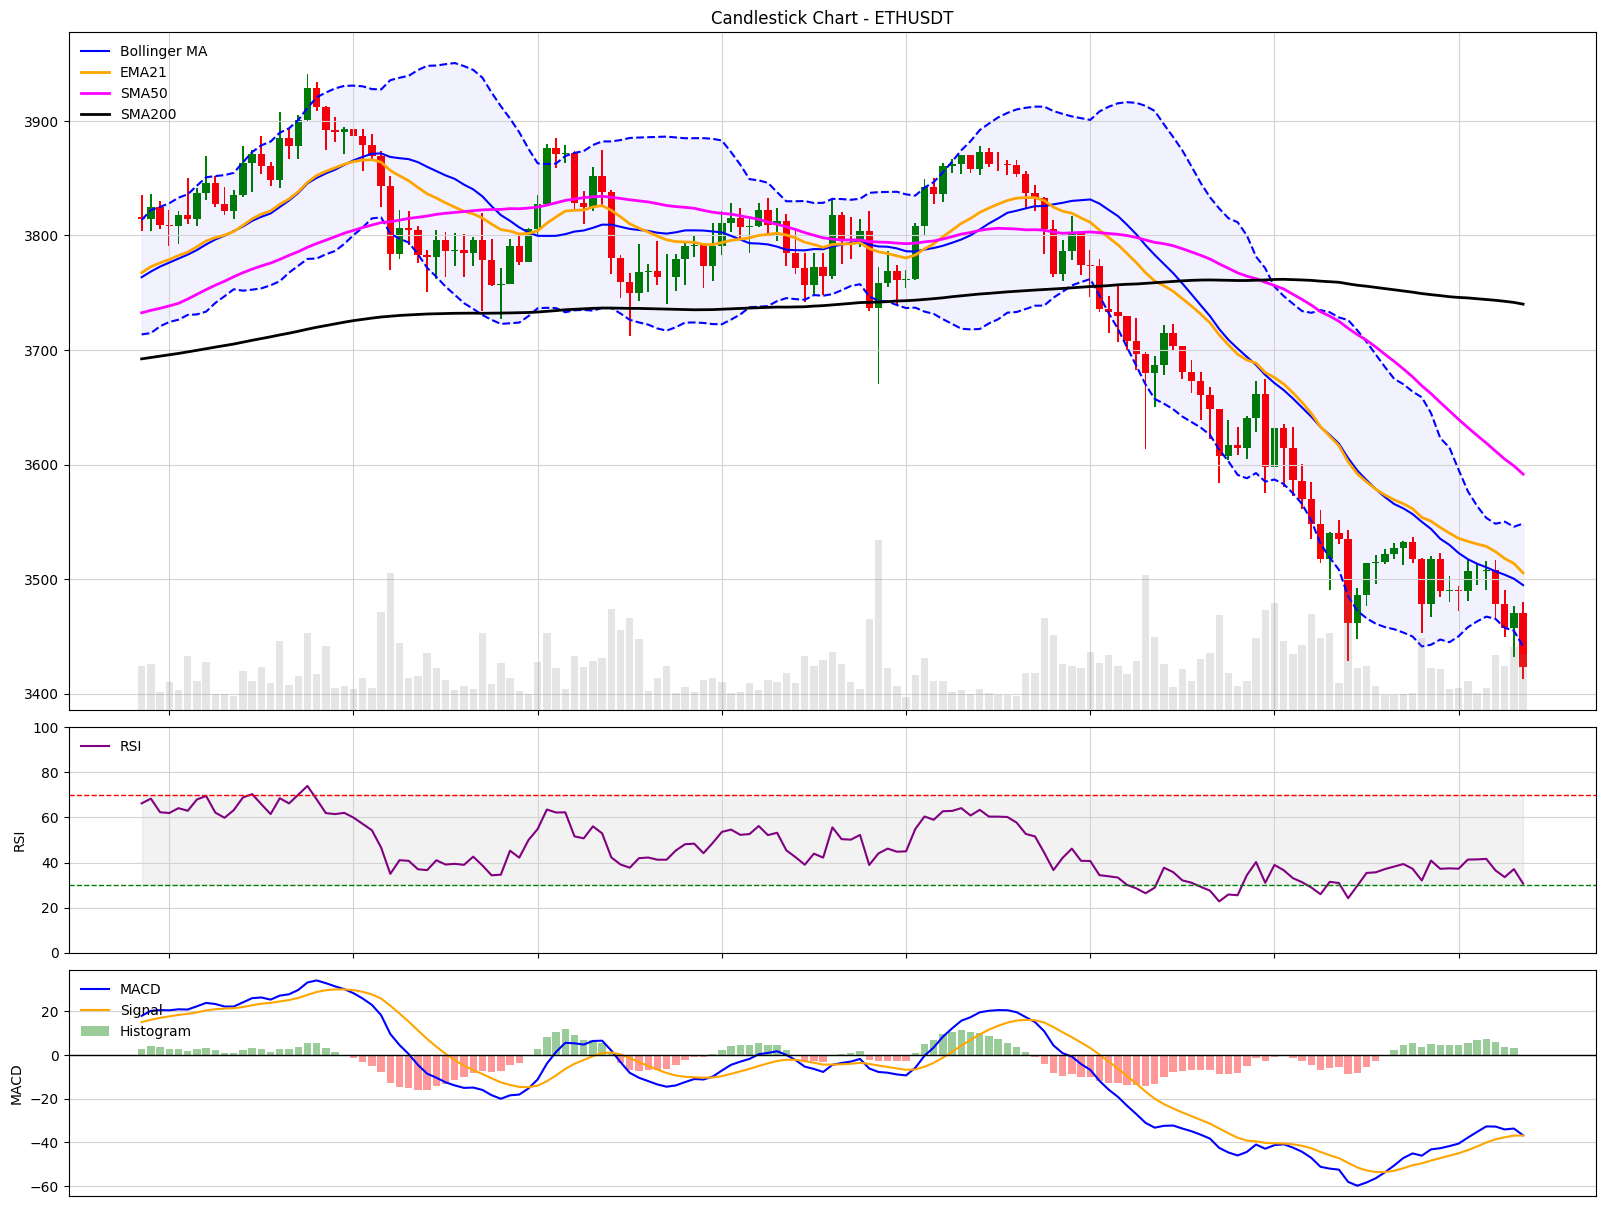 Candlestick Chart - ETHUSDT
Bollinger MA
EMA21
SMA50
SMA200
3900
3800
3700
3600
3500
3400
100
80
60
40
20
0
RSI
RSI
20
0
−20
−40
−60
MACD
MACD
Signal
Histogram